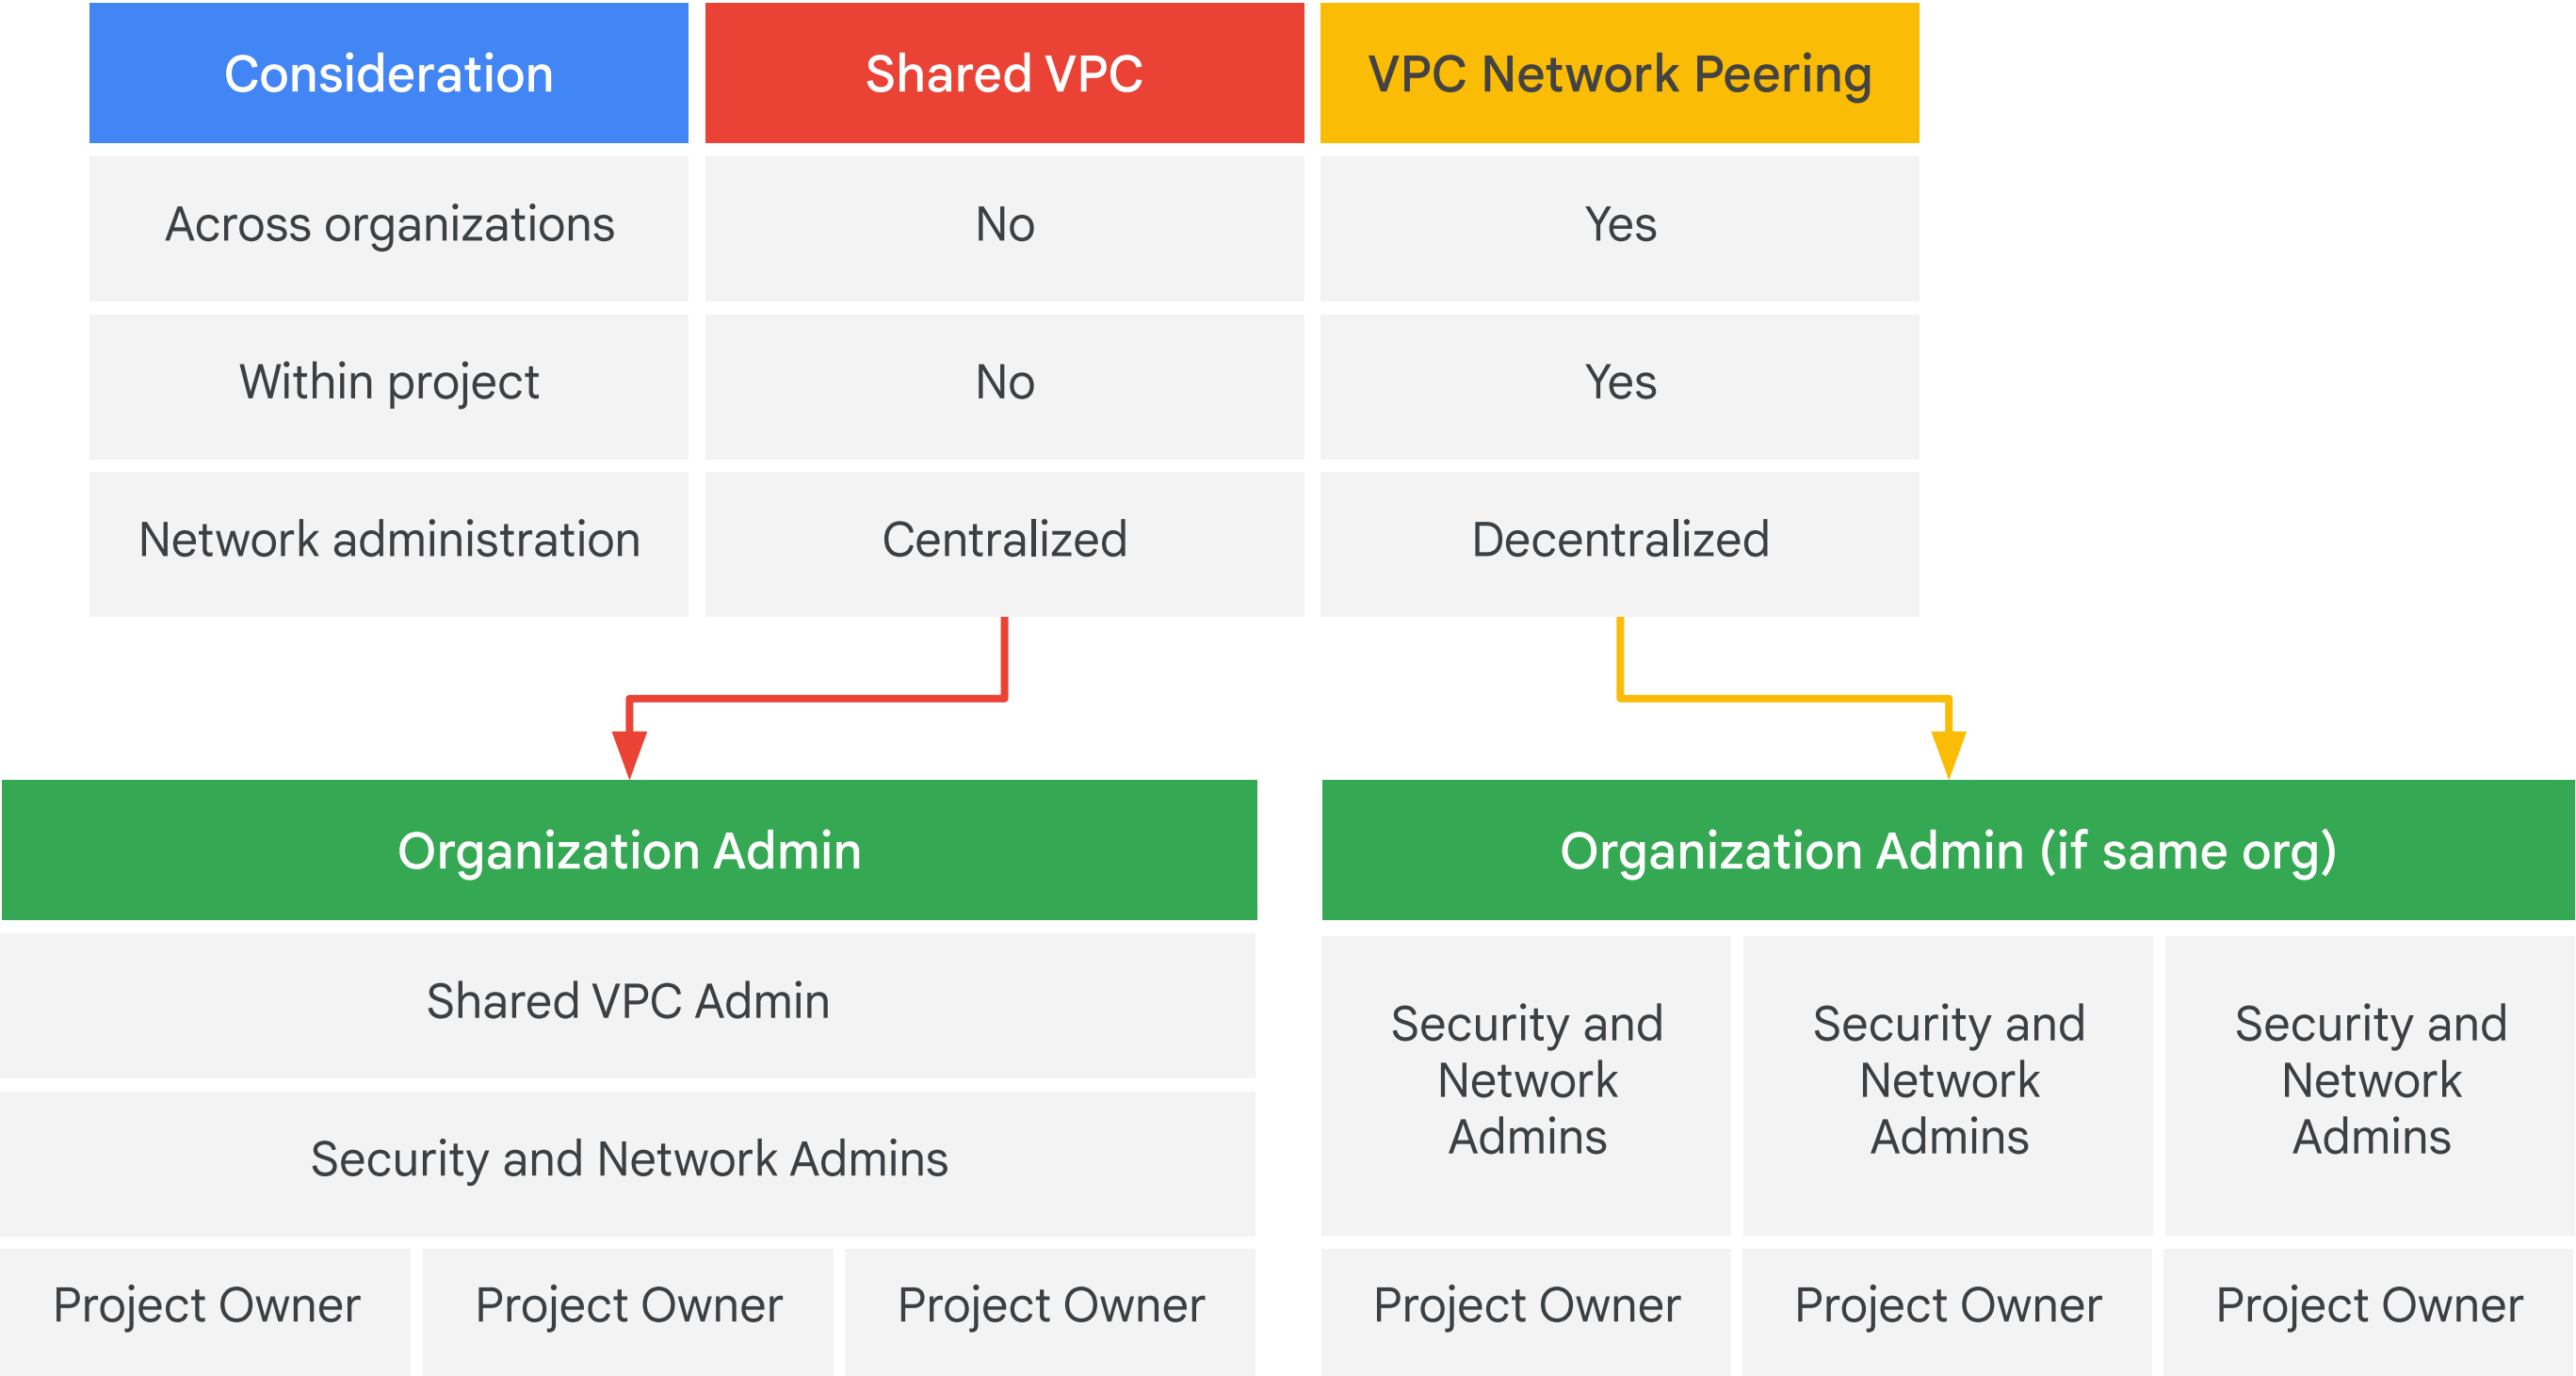 Consideration
Shared VPC
VPC Network Peering
Across organizations
No
Yes
Within project
No
Yes
Network administration
Centralized
Decentralized
Organization Admin
Shared VPC Admin
Security and Network Admins
Project Owner
Project Owner
Project Owner
Organization Admin (if same org)
Security and
Network
Admins
Security and
Network
Admins
Security and
Network
Admins
Project Owner
Project Owner
Project Owner